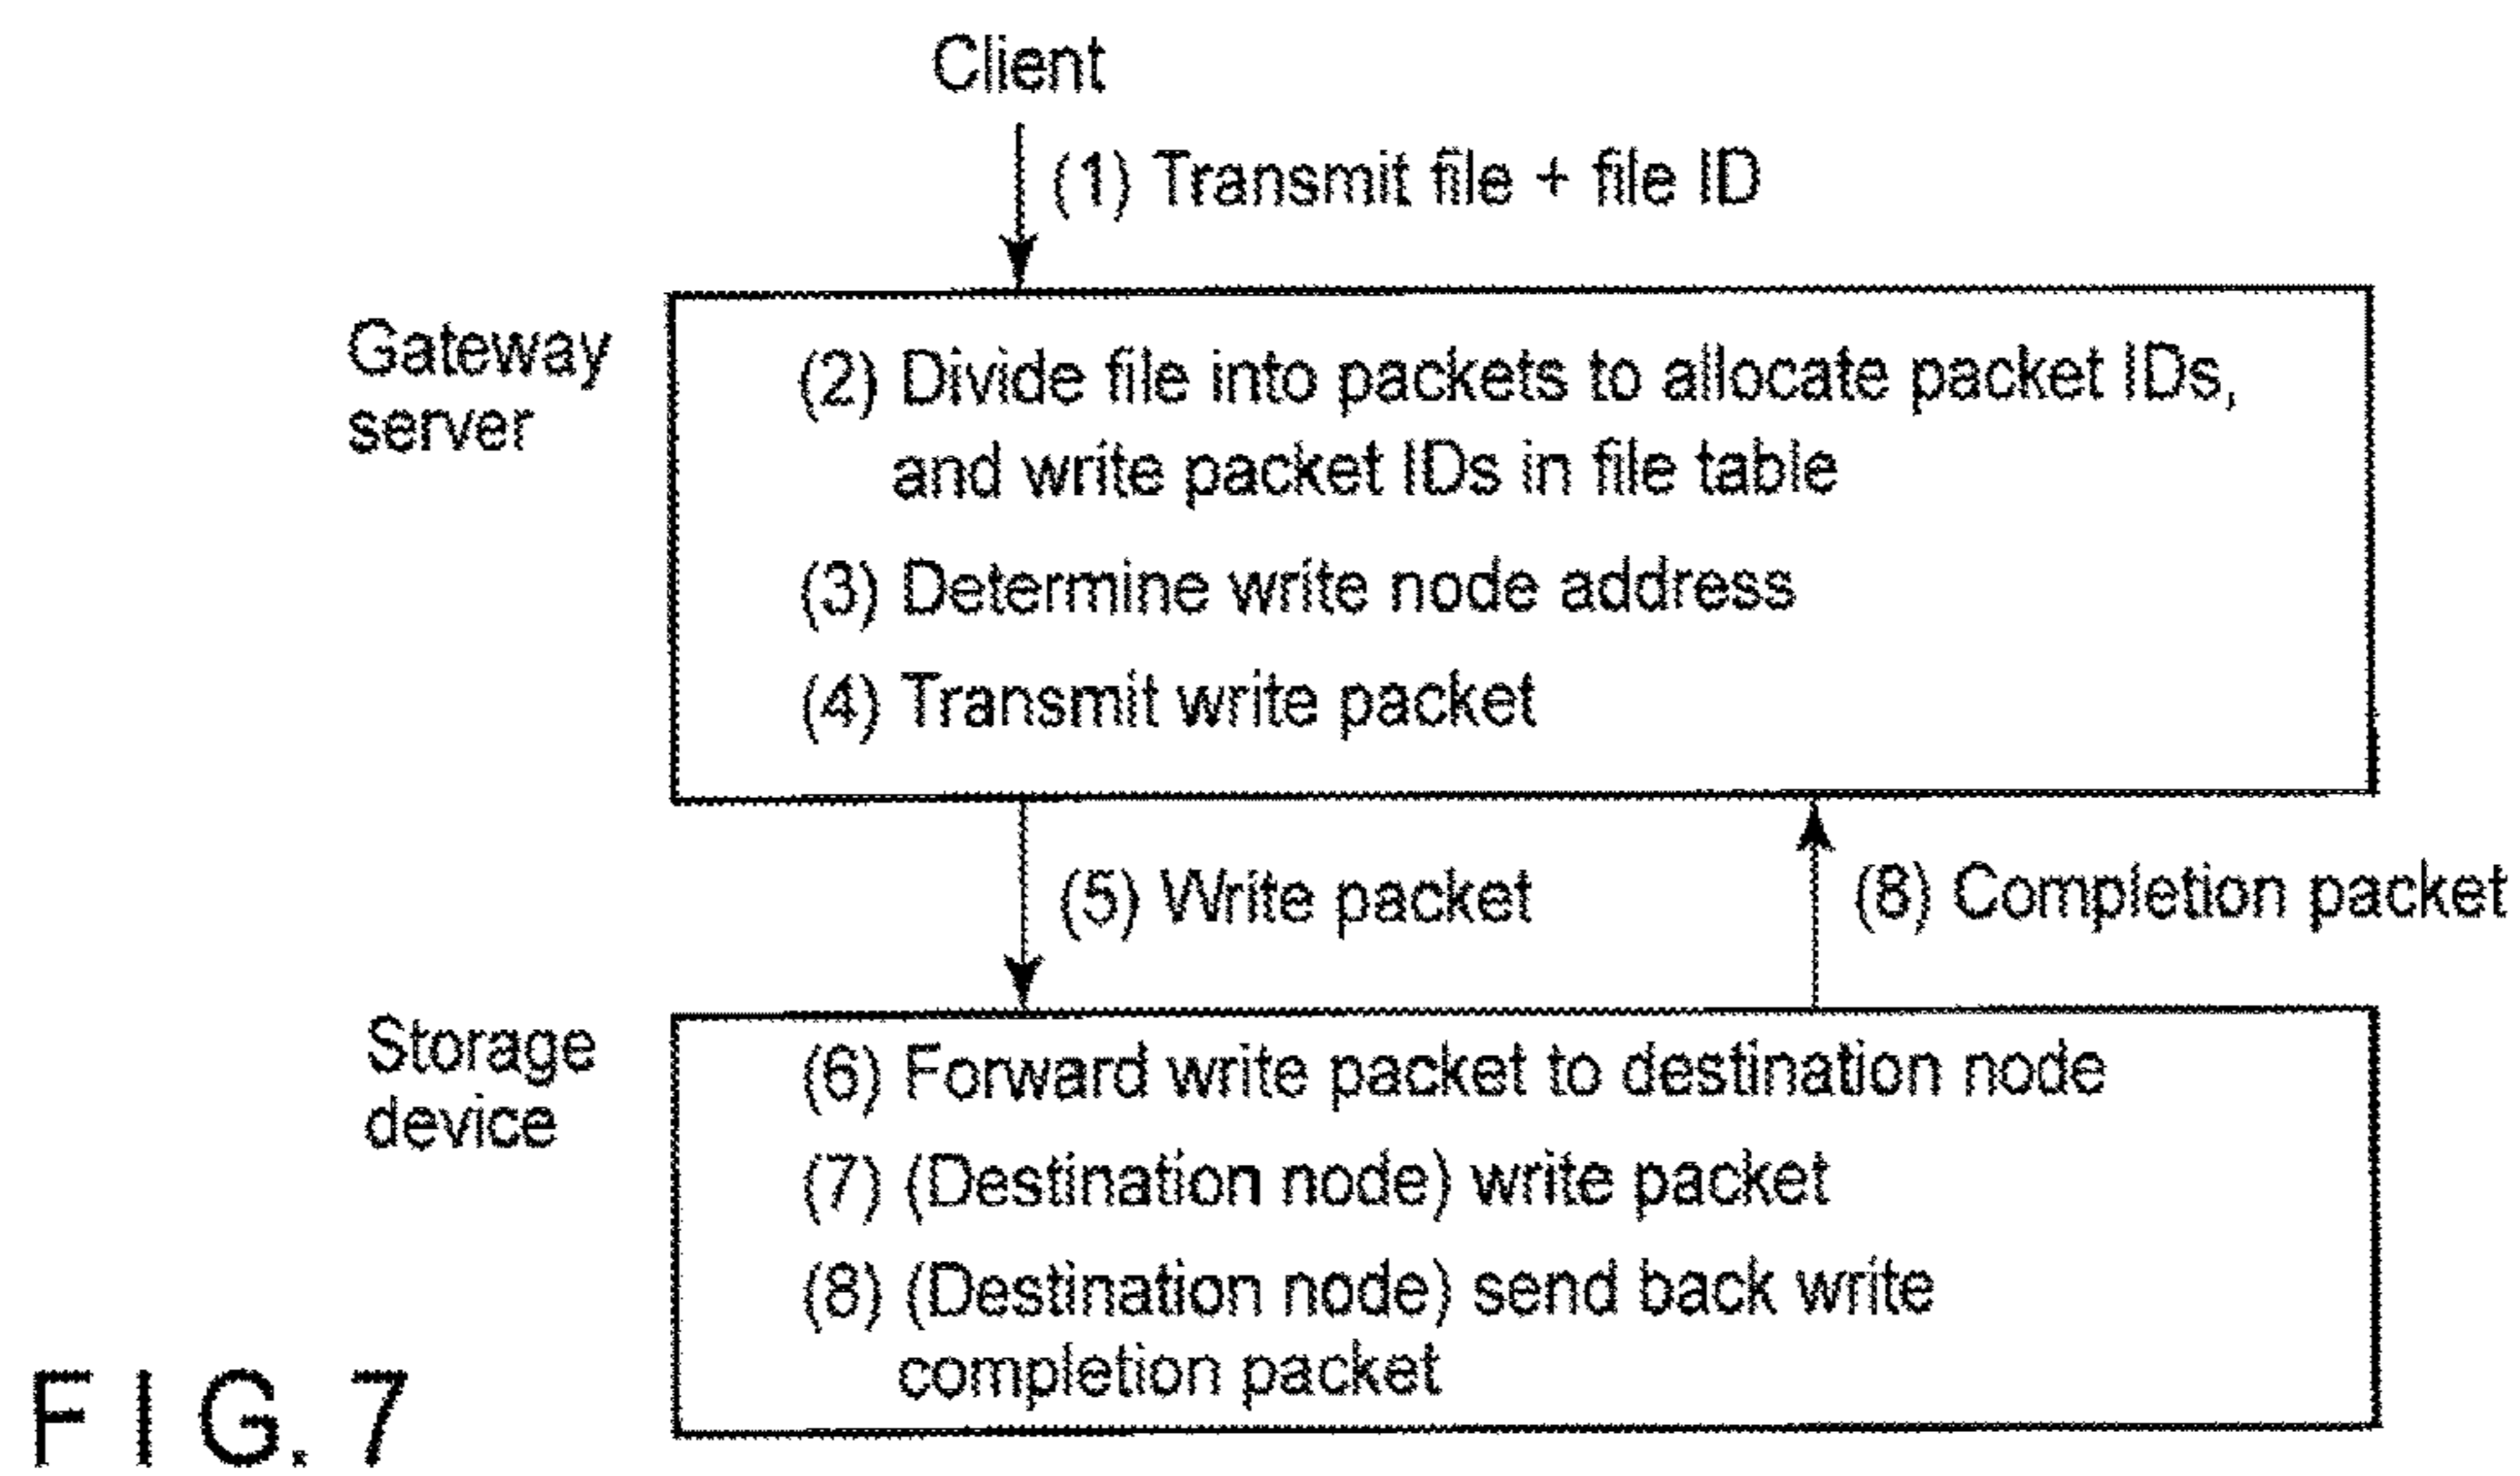 Client
(1) Transmit file + file ID
Gateway
server
(2) Divide file into packets to allocate packet IDs,
and write packet IDs in file table
(3) Determine write node address
(4) Transmit write packet
(5) Write packet
(8) Completion packet
Storage
device
(6) Forward write packet to destination node
(7) (Destination node) write packet
(8) (Destination node) send back write
completion packet
FIG. 7